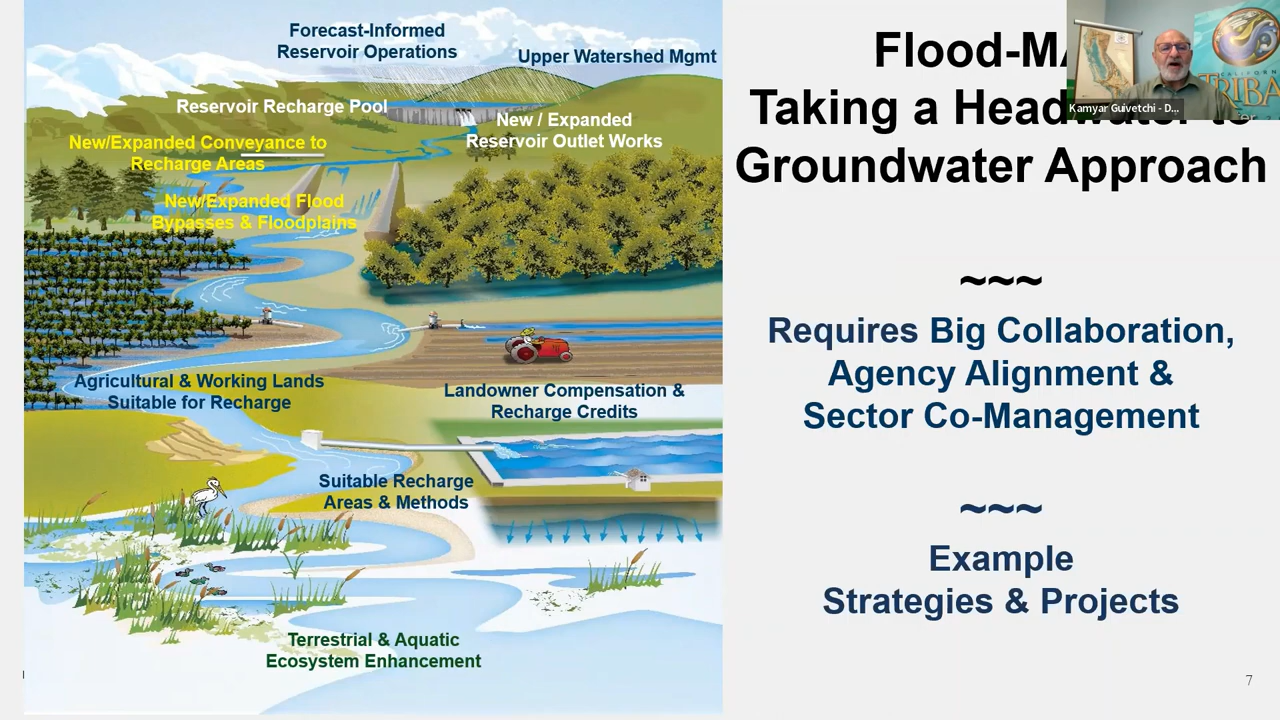 Forecast-Informed
Reservoir Operations
Upper Watershed Mgmt
Reservoir Recharge Pool
New / Expanded
Reservoir Outlet Works
New/Expanded Conveyance to
Recharge Areas
New/Expanded Flood
Bypasses & Floodplains
Agricultural & Working Lands
Suitable for Recharge
Landowner Compensation &
Recharge Credits
Suitable Recharge
Areas & Methods
Terrestrial & Aquatic
Ecosystem Enhancement
Taking a Headwater to
Groundwater Approach
~~~
Requires Big Collaboration,
Agency Alignment &
Sector Co-Management
~~~
Example
Strategies & Projects
7
Kamyar Guivetchi - D...